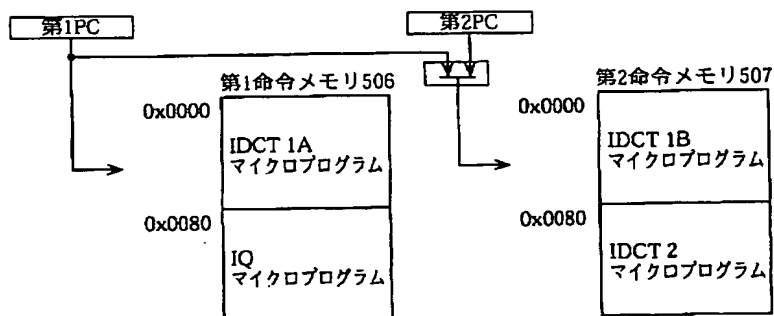 第1PC
第2PC
第1命令メモリ506
第2命令メモリ507
0x0000
IDCT 1A
マイクロプログラム
0x0080
IQ
マイクロプログラム
0x0000
IDCT 1B
マイクロプログラム
0x0080
IDCT 2
マイクロプログラム